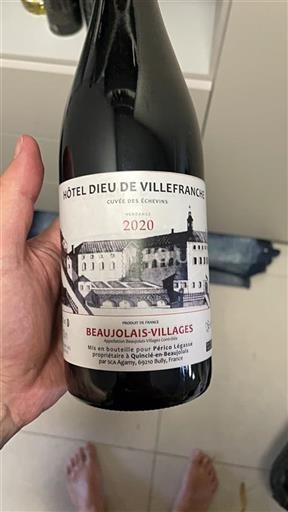 HÔTEL DIEU DE VILLEFRANCHE
CUVÉE DES ÉCHEVINS
VENDANGE
2020
PRODUIT DE FRANCE
BEAUJOLAIS-VILLAGES
Appellation Beaujolais-Villages Contrôlée
Mis en bouteille pour Périco Légasse
propriétaire à Quincié-en-Beaujolais
par SCA Agamy, 69210 Bully, France